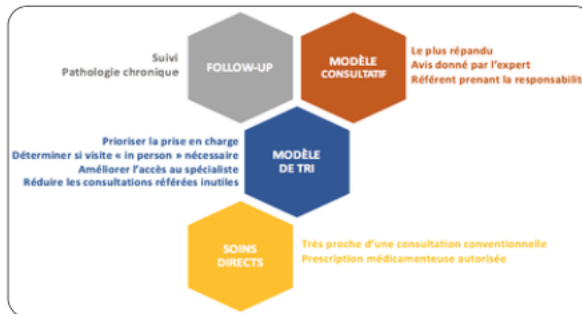 Suivi
Pathologie chronique
FOLLOW-UP
MODÈLE
CONSULTATIF
Le plus répandu
Avis donné par l'expert
Référent prenant la responsabilit
Prioriser la prise en charge
Déterminer si visite « in person » nécessaire
Améliorer l'accès au spécialiste
Réduire les consultations référées inutiles
MODÈLE
DE TRI
SOINS
DIRECTS
Très proche d'une consultation conventionnelle
Prescription médicamenteuse autorisée